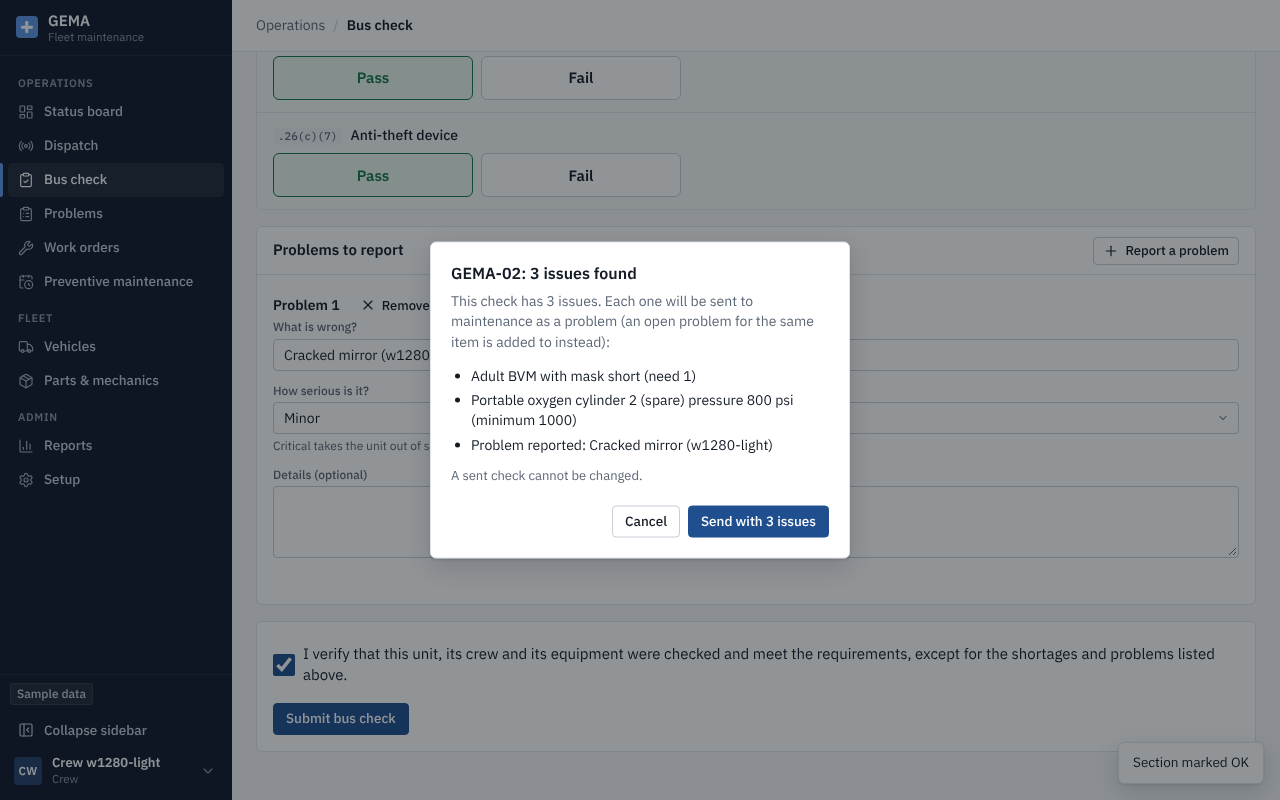 GEMA
Fleet maintenance
OPERATIONS
Status board
Dispatch
Bus check
Problems
Work orders
Preventive maintenance
FLEET
Vehicles
Parts & mechanics
ADMIN
Reports
Setup
Sample data
Collapse sidebar
CW
Crew w1280-light
Crew
Operations / Bus check
Pass Fail
.26(c)(7) Anti-theft device
Pass Fail
Problems to report
Report a problem
Problem 1 Remove
What is wrong?
Cracked mirror (w1280
How serious is it?
Minor
Critical takes the unit out of s
Details (optional)
GEMA-02: 3 issues found
This check has 3 issues. Each one will be sent to
maintenance as a problem (an open problem for the same
item is added to instead):
• Adult BVM with mask short (need 1)
• Portable oxygen cylinder 2 (spare) pressure 800 psi
(minimum 1000)
• Problem reported: Cracked mirror (w1280-light)
A sent check cannot be changed.
Cancel Send with 3 issues
I verify that this unit, its crew and its equipment were checked and meet the requirements, except for the shortages and problems listed
above.
Submit bus check
Section marked OK